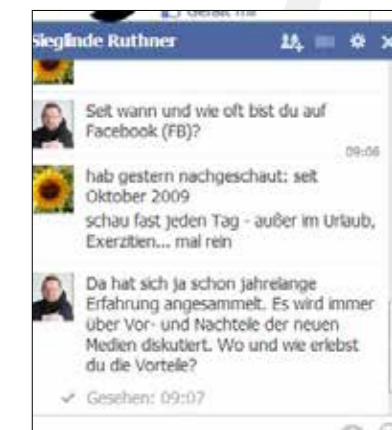 Gefällt mir
Sieglinde Ruthner
Seit wann und wie oft bist du auf
Facebook (FB)?
09:06
hab gestern nachgeschaut: seit
Oktober 2009
schau fast jeden Tag - außer im Urlaub,
Exerzitien... mal rein
Da hat sich ja schon jahrelange
Erfahrung angesammelt. Es wird immer
über Vor- und Nachteile der neuen
Medien diskutiert. Wo und wie erlebst
du die Vorteile?
Gesehen: 09:07